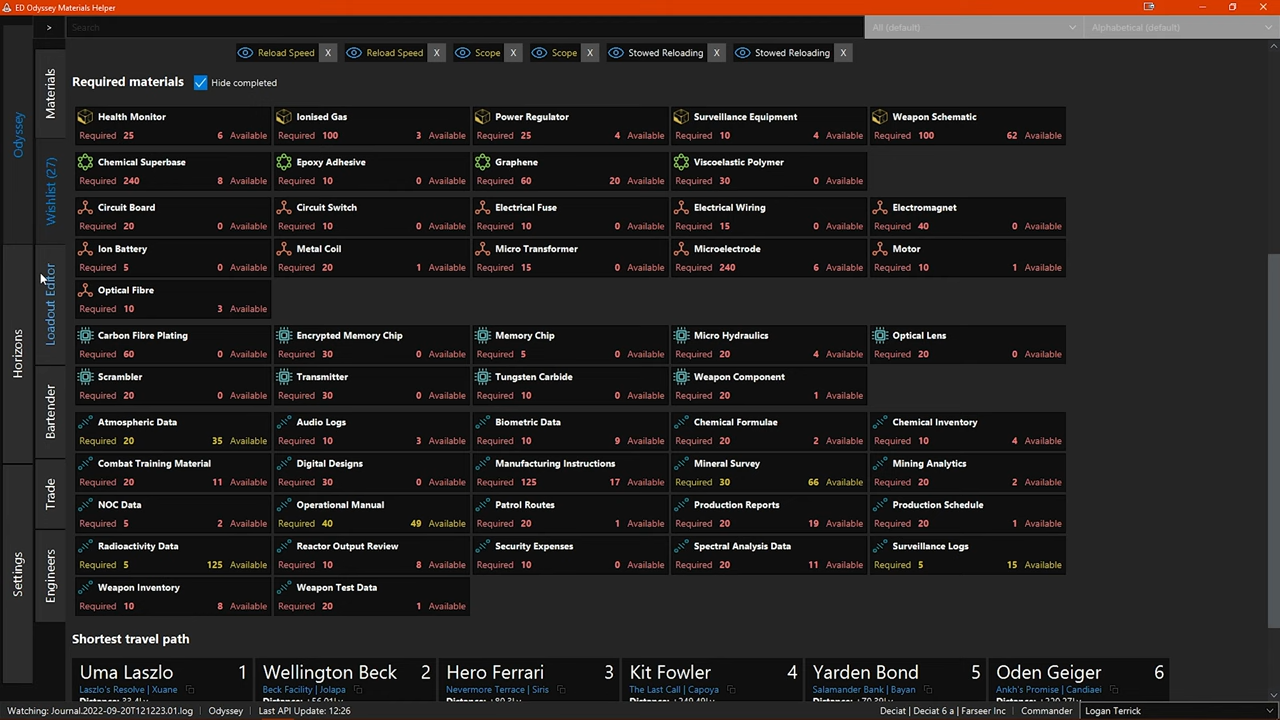 ED Odyssey Materials Helper
> Search All (default) Alphabetical (default)
Reload Speed X Reload Speed X Scope X Scope X Stowed Reloading X Stowed Reloading X
Required materials Hide completed
Health Monitor Ionised Gas Power Regulator Surveillance Equipment Weapon Schematic
Required 25 6 Available Required 100 3 Available Required 25 4 Available Required 10 4 Available Required 100 62 Available
Chemical Superbase Epoxy Adhesive Graphene Viscoelastic Polymer
Required 240 8 Available Required 10 0 Available Required 60 20 Available Required 30 0 Available
Circuit Board Circuit Switch Electrical Fuse Electrical Wiring Electromagnet
Required 20 0 Available Required 10 0 Available Required 10 0 Available Required 15 0 Available Required 40 0 Available
Ion Battery Metal Coil Micro Transformer Microelectrode Motor
Required 5 0 Available Required 20 1 Available Required 15 0 Available Required 240 6 Available Required 10 1 Available
Optical Fibre
Required 10 3 Available
Carbon Fibre Plating Encrypted Memory Chip Memory Chip Micro Hydraulics Optical Lens
Required 60 0 Available Required 30 0 Available Required 5 0 Available Required 20 4 Available Required 20 0 Available
Scrambler Transmitter Tungsten Carbide Weapon Component
Required 20 0 Available Required 30 0 Available Required 10 0 Available Required 20 1 Available
Atmospheric Data Audio Logs Biometric Data Chemical Formulae Chemical Inventory
Required 20 35 Available Required 10 3 Available Required 10 9 Available Required 20 2 Available Required 10 4 Available
Combat Training Material Digital Designs Manufacturing Instructions Mineral Survey Mining Analytics
Required 20 11 Available Required 30 0 Available Required 125 17 Available Required 30 66 Available Required 20 2 Available
NOC Data Operational Manual Patrol Routes Production Reports Production Schedule
Required 5 2 Available Required 40 49 Available Required 20 1 Available Required 20 19 Available Required 20 1 Available
Radioactivity Data Reactor Output Review Security Expenses Spectral Analysis Data Surveillance Logs
Required 5 125 Available Required 10 8 Available Required 10 0 Available Required 20 11 Available Required 5 15 Available
Weapon Inventory Weapon Test Data
Required 10 8 Available Required 20 1 Available
Shortest travel path
Uma Laszlo 1 Wellington Beck 2 Hero Ferrari 3 Kit Fowler 4 Yarden Bond 5 Oden Geiger 6
Laszlo's Resolve | Xuane Beck Facility | Jolapa Nevermore Terrace | Siris The Last Call | Capoya Salamander Bank | Bayan Ankh's Promise | Candiaei
Odyssey
Horizons
Settings
Materials
Wishlist (27)
Loadout Editor
Bartender
Trade
Engineers
Watching: Journal.2022-09-20T121223.01.log Odyssey Last API Update: 12:26 Deciat | Deciat 6 a | Farseer Inc Commander Logan Terrick